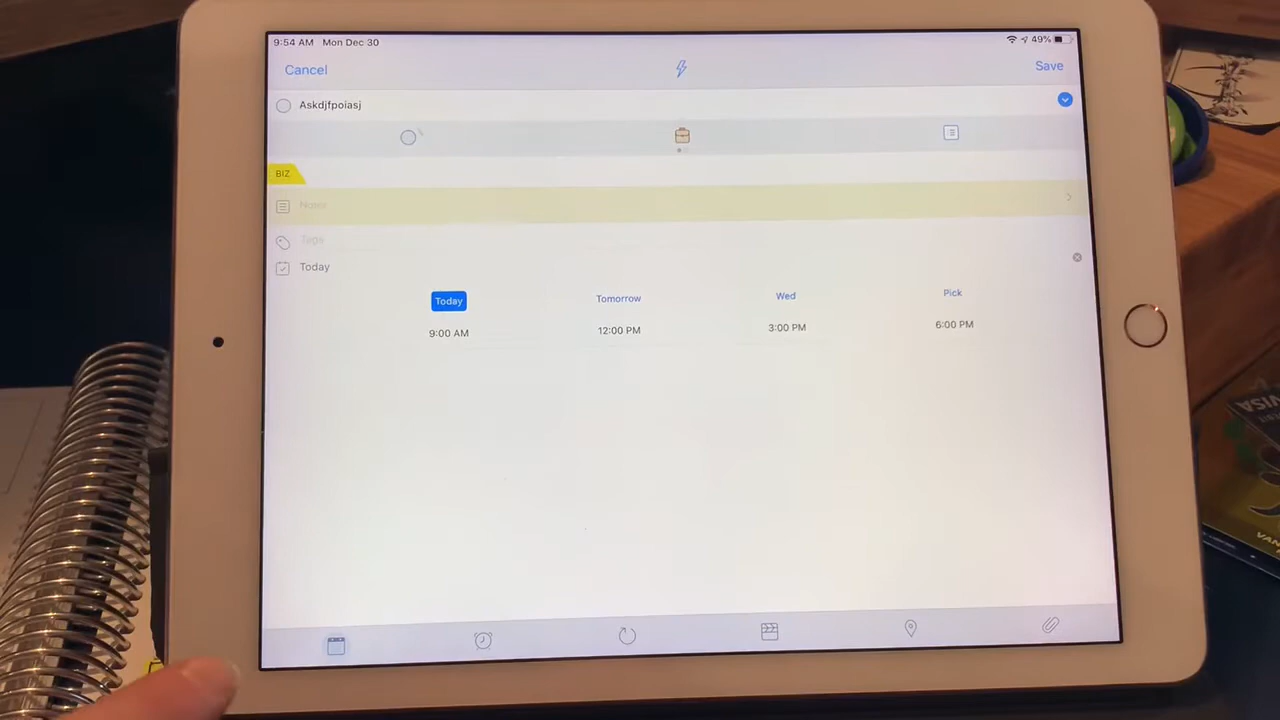 9:54 AM Mon Dec 30 49%
Cancel Save
Askdjfpoiasj
BIZ
Notes
Tags
Today
Today Tomorrow Wed Pick
9:00 AM 12:00 PM 3:00 PM 6:00 PM
VISA